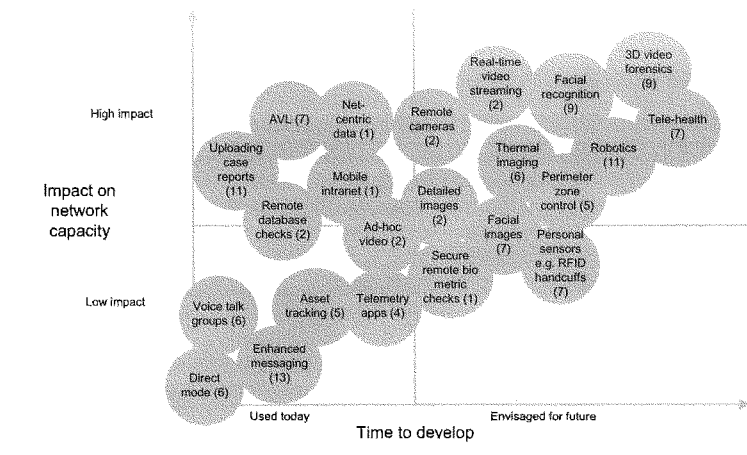 Impact on
network
capacity
High impact
Low impact
AVL (7)
Net-
centric
data (1)
Remote
cameras
(2)
Real-time
video
streaming
(2)
Facial
recognition
(9)
3D video
forensics
(9)
Tele-health
(7)
Uploading
case
reports
(11)
Mobile
intranet (1)
Thermal
imaging
(6)
Robotics
(11)
Remote
database
checks (2)
Detailed
images
(2)
Perimeter
zone
control (5)
Ad-hoc
video (2)
Facial
images
(7)
Personal
sensors
e.g. RFID
handcuffs
(7)
Secure
remote bio
metric
checks (1)
Voice talk
groups (6)
Asset
tracking (5)
Telemetry
apps (4)
Enhanced
messaging
(13)
Direct
mode (6)
Used today
Envisaged for future
Time to develop